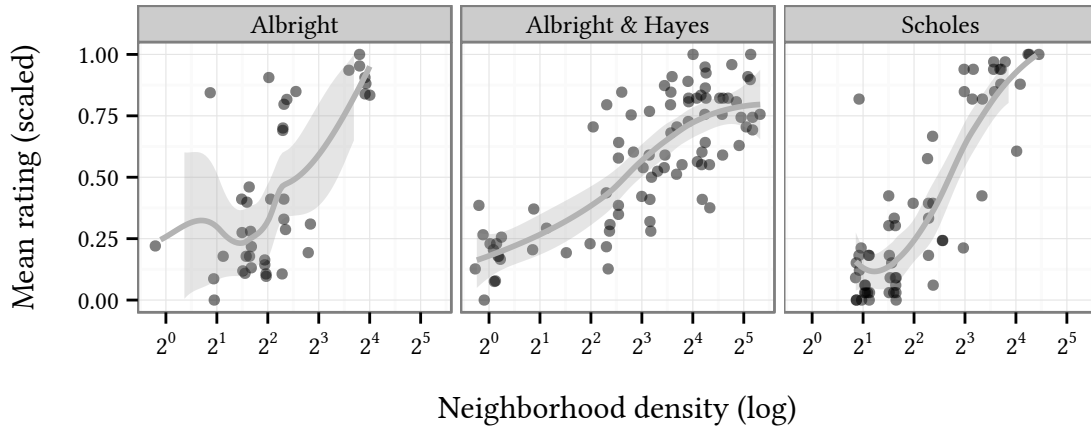 Albright Albright & Hayes Scholes
Mean rating (scaled)
1.00
0.75
0.50
0.25
0.00
2^0 2^1 2^2 2^3 2^4 2^5 2^0 2^1 2^2 2^3 2^4 2^5 2^0 2^1 2^2 2^3 2^4 2^5
Neighborhood density (log)